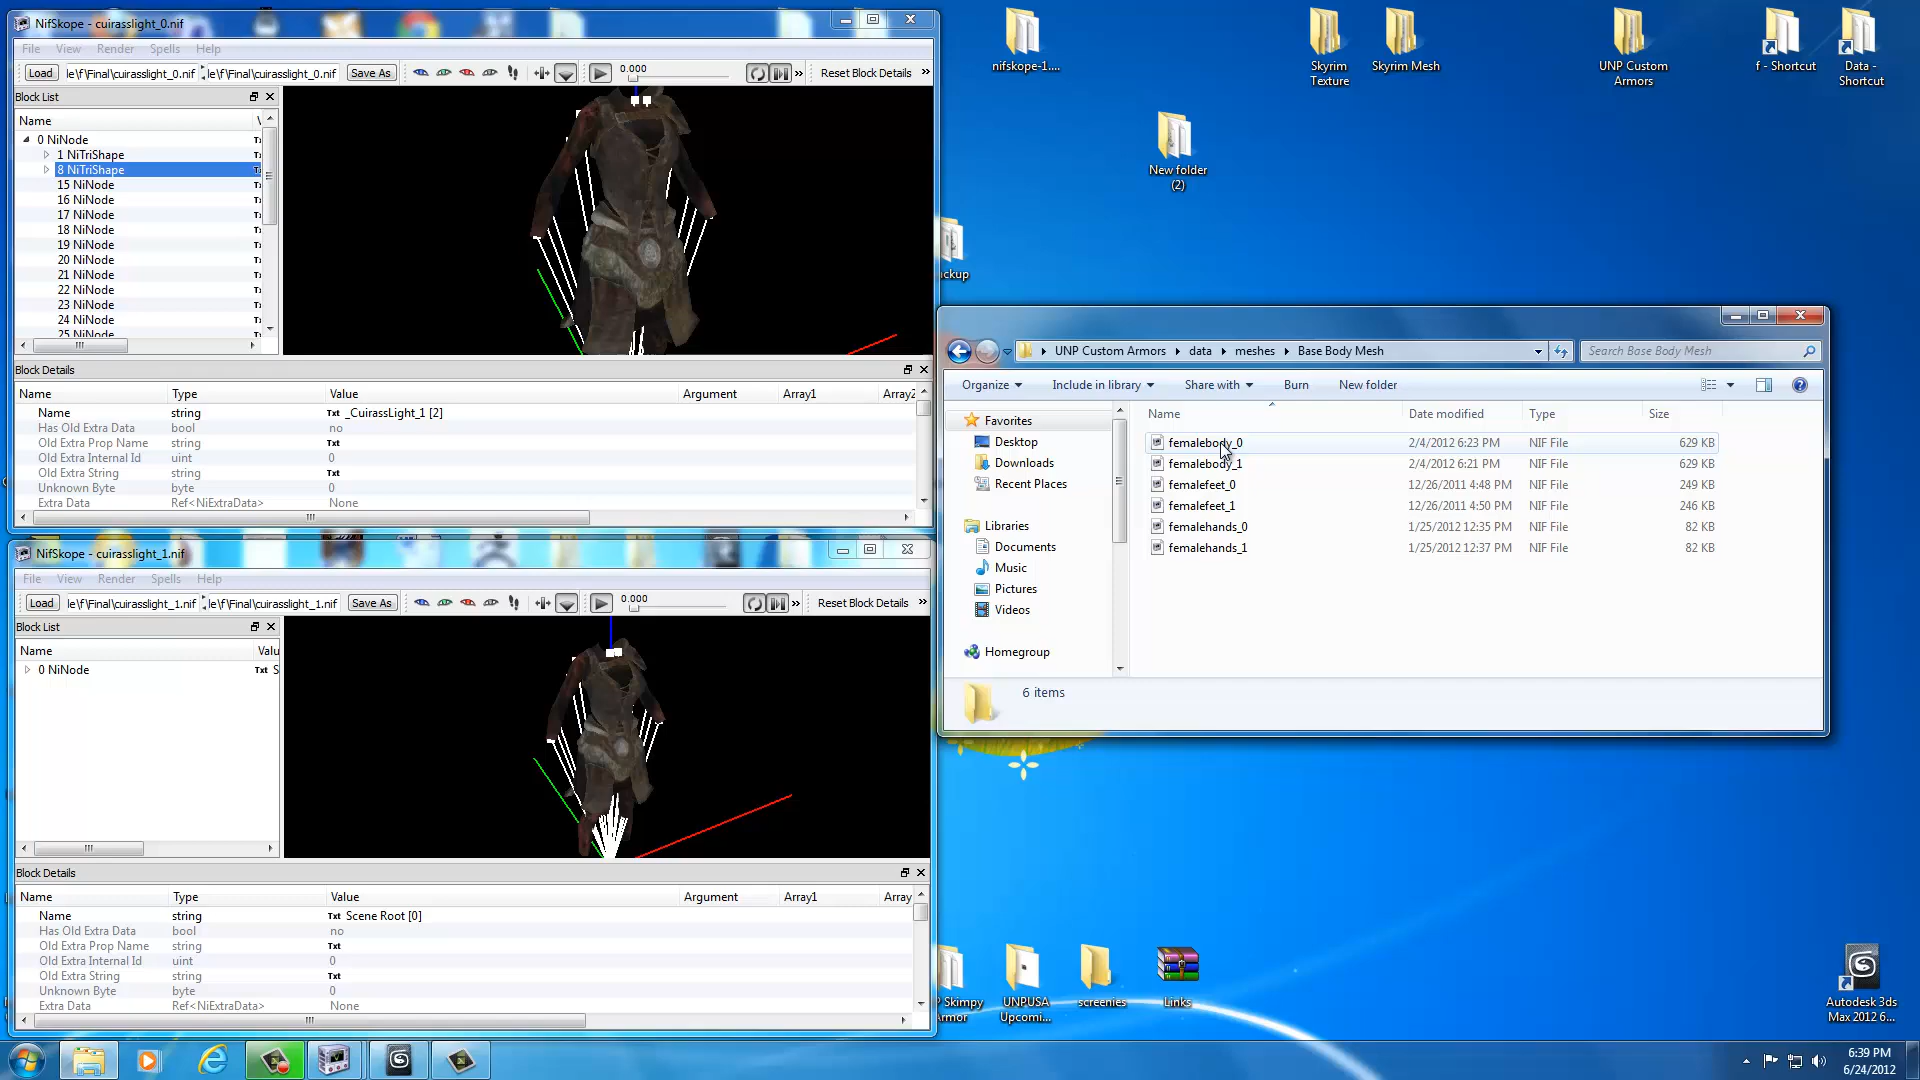 NifSkope - cuirasslight_0.nif
File View Render Spells Help
Load le\f\Final\cuirasslight_0.nif le\f\Final\cuirasslight_0.nif Save As 0.000 Reset Block Details
Block List
Name
0 NiNode
1 NiTriShape
8 NiTriShape
15 NiNode
16 NiNode
17 NiNode
18 NiNode
19 NiNode
20 NiNode
21 NiNode
22 NiNode
23 NiNode
24 NiNode
25 NiNode
Block Details
Name Type Value Argument Array1 Array2
Name string Txt _CuirassLight_1 [2]
Has Old Extra Data bool no
Old Extra Prop Name string Txt
Old Extra Internal Id uint 0
Old Extra String string Txt
Unknown Byte byte 0
Extra Data Ref<NiExtraData> None
NifSkope - cuirasslight_1.nif
File View Render Spells Help
Load le\f\Final\cuirasslight_1.nif le\f\Final\cuirasslight_1.nif Save As 0.000 Reset Block Details
Block List
Name Valu
0 NiNode Txt S
Block Details
Name Type Value Argument Array1 Array
Name string Txt Scene Root [0]
Has Old Extra Data bool no
Old Extra Prop Name string Txt
Old Extra Internal Id uint 0
Old Extra String string Txt
Unknown Byte byte 0
Extra Data Ref<NiExtraData> None
nifskope-1....
Skyrim Texture
Skyrim Mesh
UNP Custom Armors
f - Shortcut
Data - Shortcut
New folder (2)
ckup
UNP Custom Armors data meshes Base Body Mesh Search Base Body Mesh
Organize Include in library Share with Burn New folder
Favorites
Desktop
Downloads
Recent Places
Libraries
Documents
Music
Pictures
Videos
Homegroup
Name Date modified Type Size
femalebody_0 2/4/2012 6:23 PM NIF File 629 KB
femalebody_1 2/4/2012 6:21 PM NIF File 629 KB
femalefeet_0 12/26/2011 4:48 PM NIF File 249 KB
femalefeet_1 12/26/2011 4:50 PM NIF File 246 KB
femalehands_0 1/25/2012 12:35 PM NIF File 82 KB
femalehands_1 1/25/2012 12:37 PM NIF File 82 KB
6 items
P Skimpy Armor
UNPUSA Upcomi...
screenies
Links
Autodesk 3ds Max 2012 6...
6:39 PM
6/24/2012